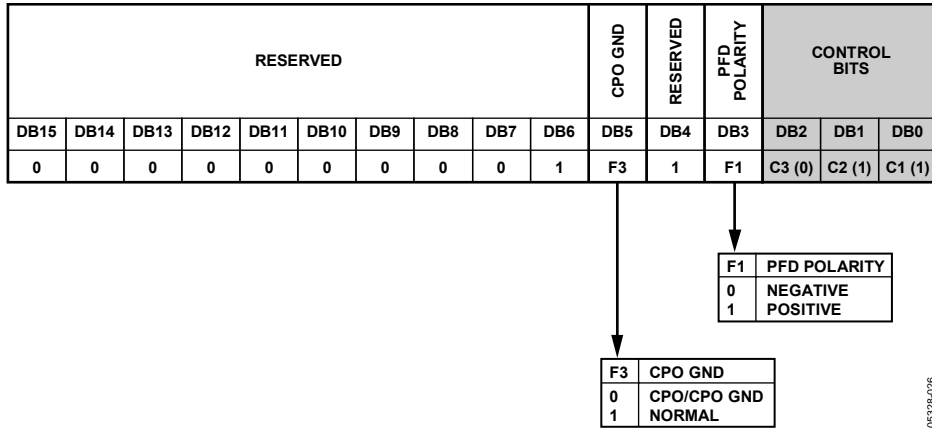 RESERVED
CPO GND
RESERVED
PFD POLARITY
CONTROL BITS
DB15 DB14 DB13 DB12 DB11 DB10 DB9 DB8 DB7 DB6 DB5 DB4 DB3 DB2 DB1 DB0
0 0 0 0 0 0 0 0 0 1 F3 1 F1 C3 (0) C2 (1) C1 (1)
F1 PFD POLARITY
0 NEGATIVE
1 POSITIVE
F3 CPO GND
0 CPO/CPO GND
1 NORMAL
05328-026